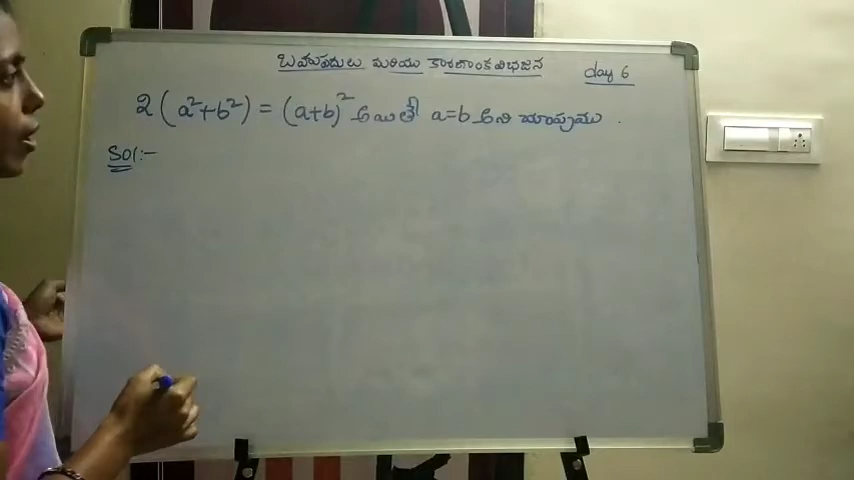 బహుపదులు మరియు కారణాంక విభజన day 6
2(a²+b²) = (a+b)² అయితే a=b అని చూపుము.
Sol:-